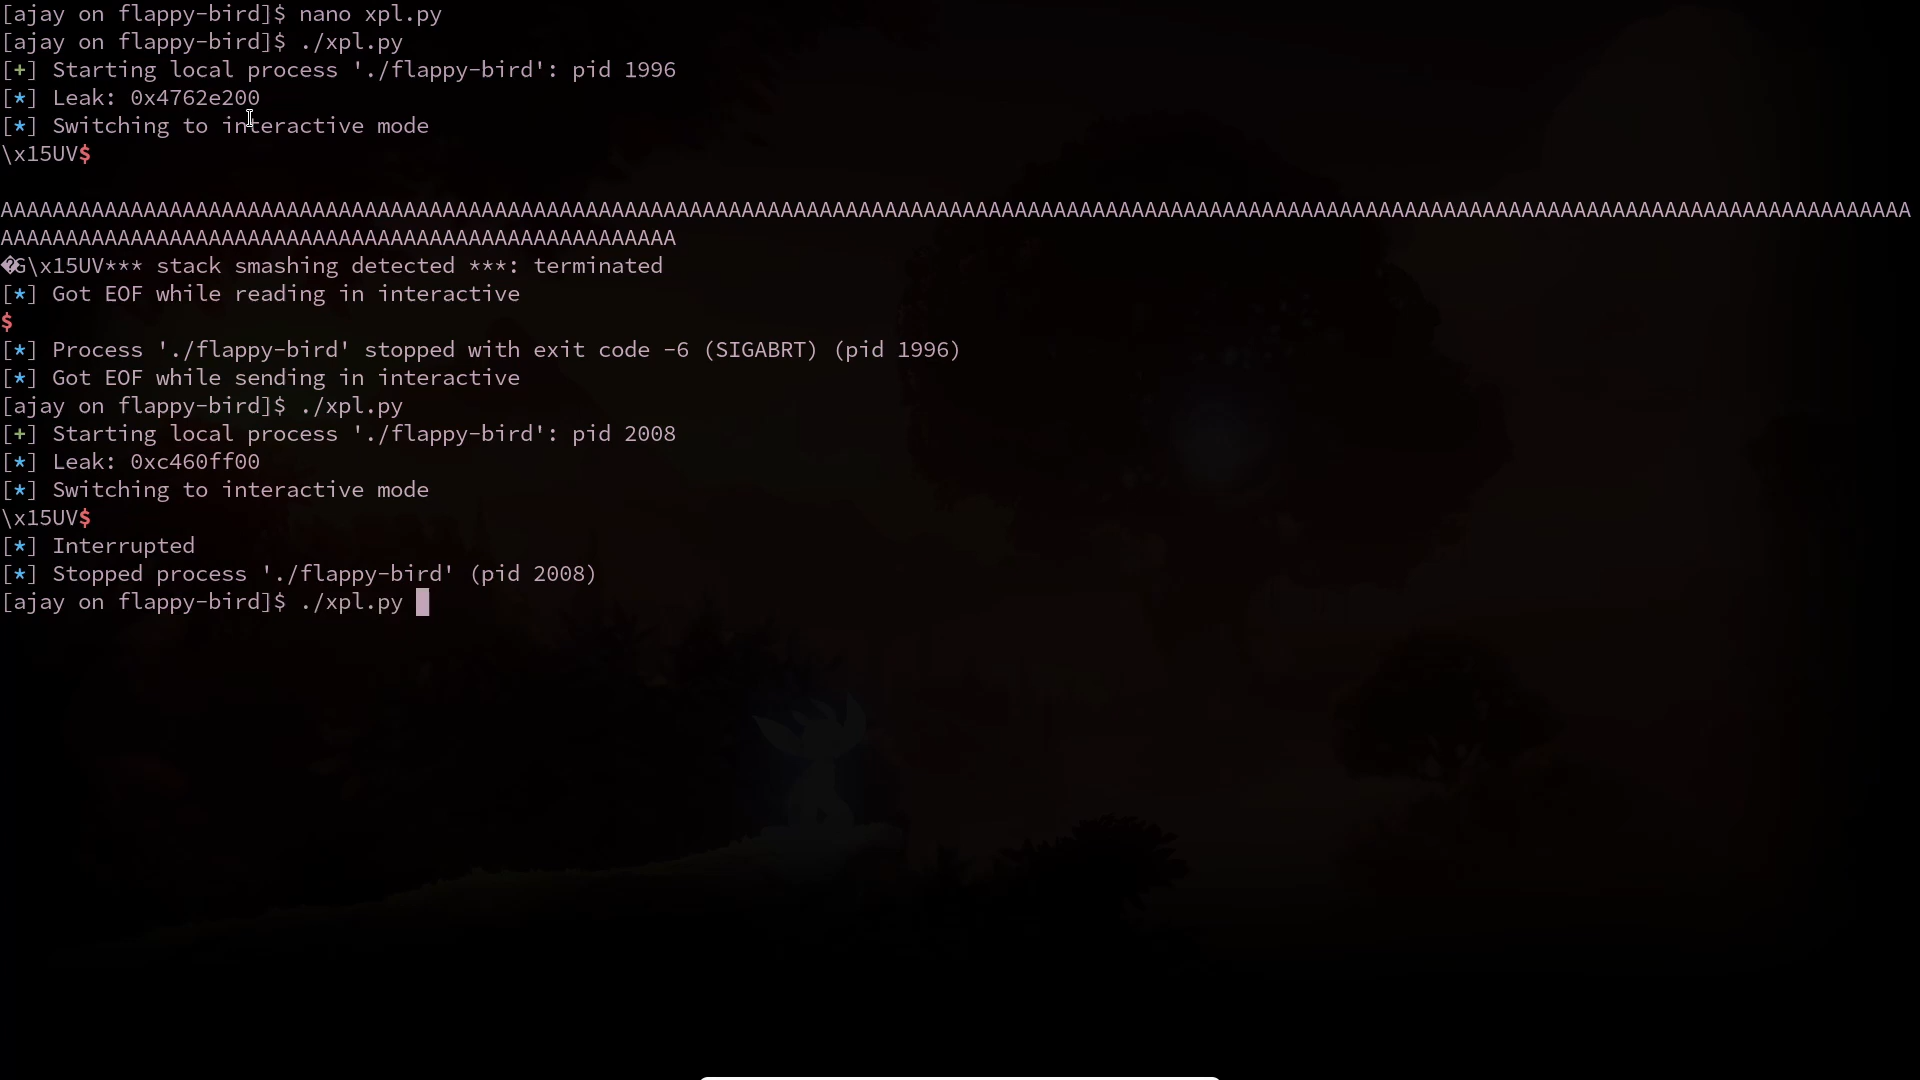 [ajay on flappy-bird]$ nano xpl.py
[ajay on flappy-bird]$ ./xpl.py
[+] Starting local process './flappy-bird': pid 1996
[*] Leak: 0x4762e200
[*] Switching to interactive mode
\x15UV$
AAAAAAAAAAAAAAAAAAAAAAAAAAAAAAAAAAAAAAAAAAAAAAAAAAAAAAAAAAAAAAAAAAAAAAAAAAAAAAAAAAAAAAAAAAAAAAAAAAAAAAAAAAAAAAAAAAAAAAAAAAAAAAAAAAAAAAAAAAAAAAAAAAA
AAAAAAAAAAAAAAAAAAAAAAAAAAAAAAAAAAAAAAAAAAAAAAAAAAAA
�G\x15UV*** stack smashing detected ***: terminated
[*] Got EOF while reading in interactive
$
[*] Process './flappy-bird' stopped with exit code -6 (SIGABRT) (pid 1996)
[*] Got EOF while sending in interactive
[ajay on flappy-bird]$ ./xpl.py
[+] Starting local process './flappy-bird': pid 2008
[*] Leak: 0xc460ff00
[*] Switching to interactive mode
\x15UV$
[*] Interrupted
[*] Stopped process './flappy-bird' (pid 2008)
[ajay on flappy-bird]$ ./xpl.py